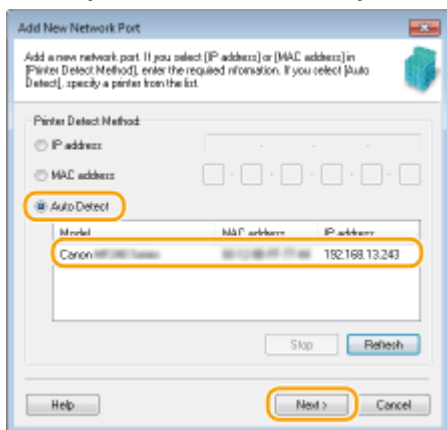 Add New Network Port
Add a new network port. If you select [IP address] or [MAC address] in
[Printer Detect Method], enter the required information. If you select [Auto
Detect], specify a printer from the list.
Printer Detect Method:
IP address
MAC address
Auto Detect
Model MAC address IP address
Canon 192.168.13.243
Stop Refresh
Help Next > Cancel